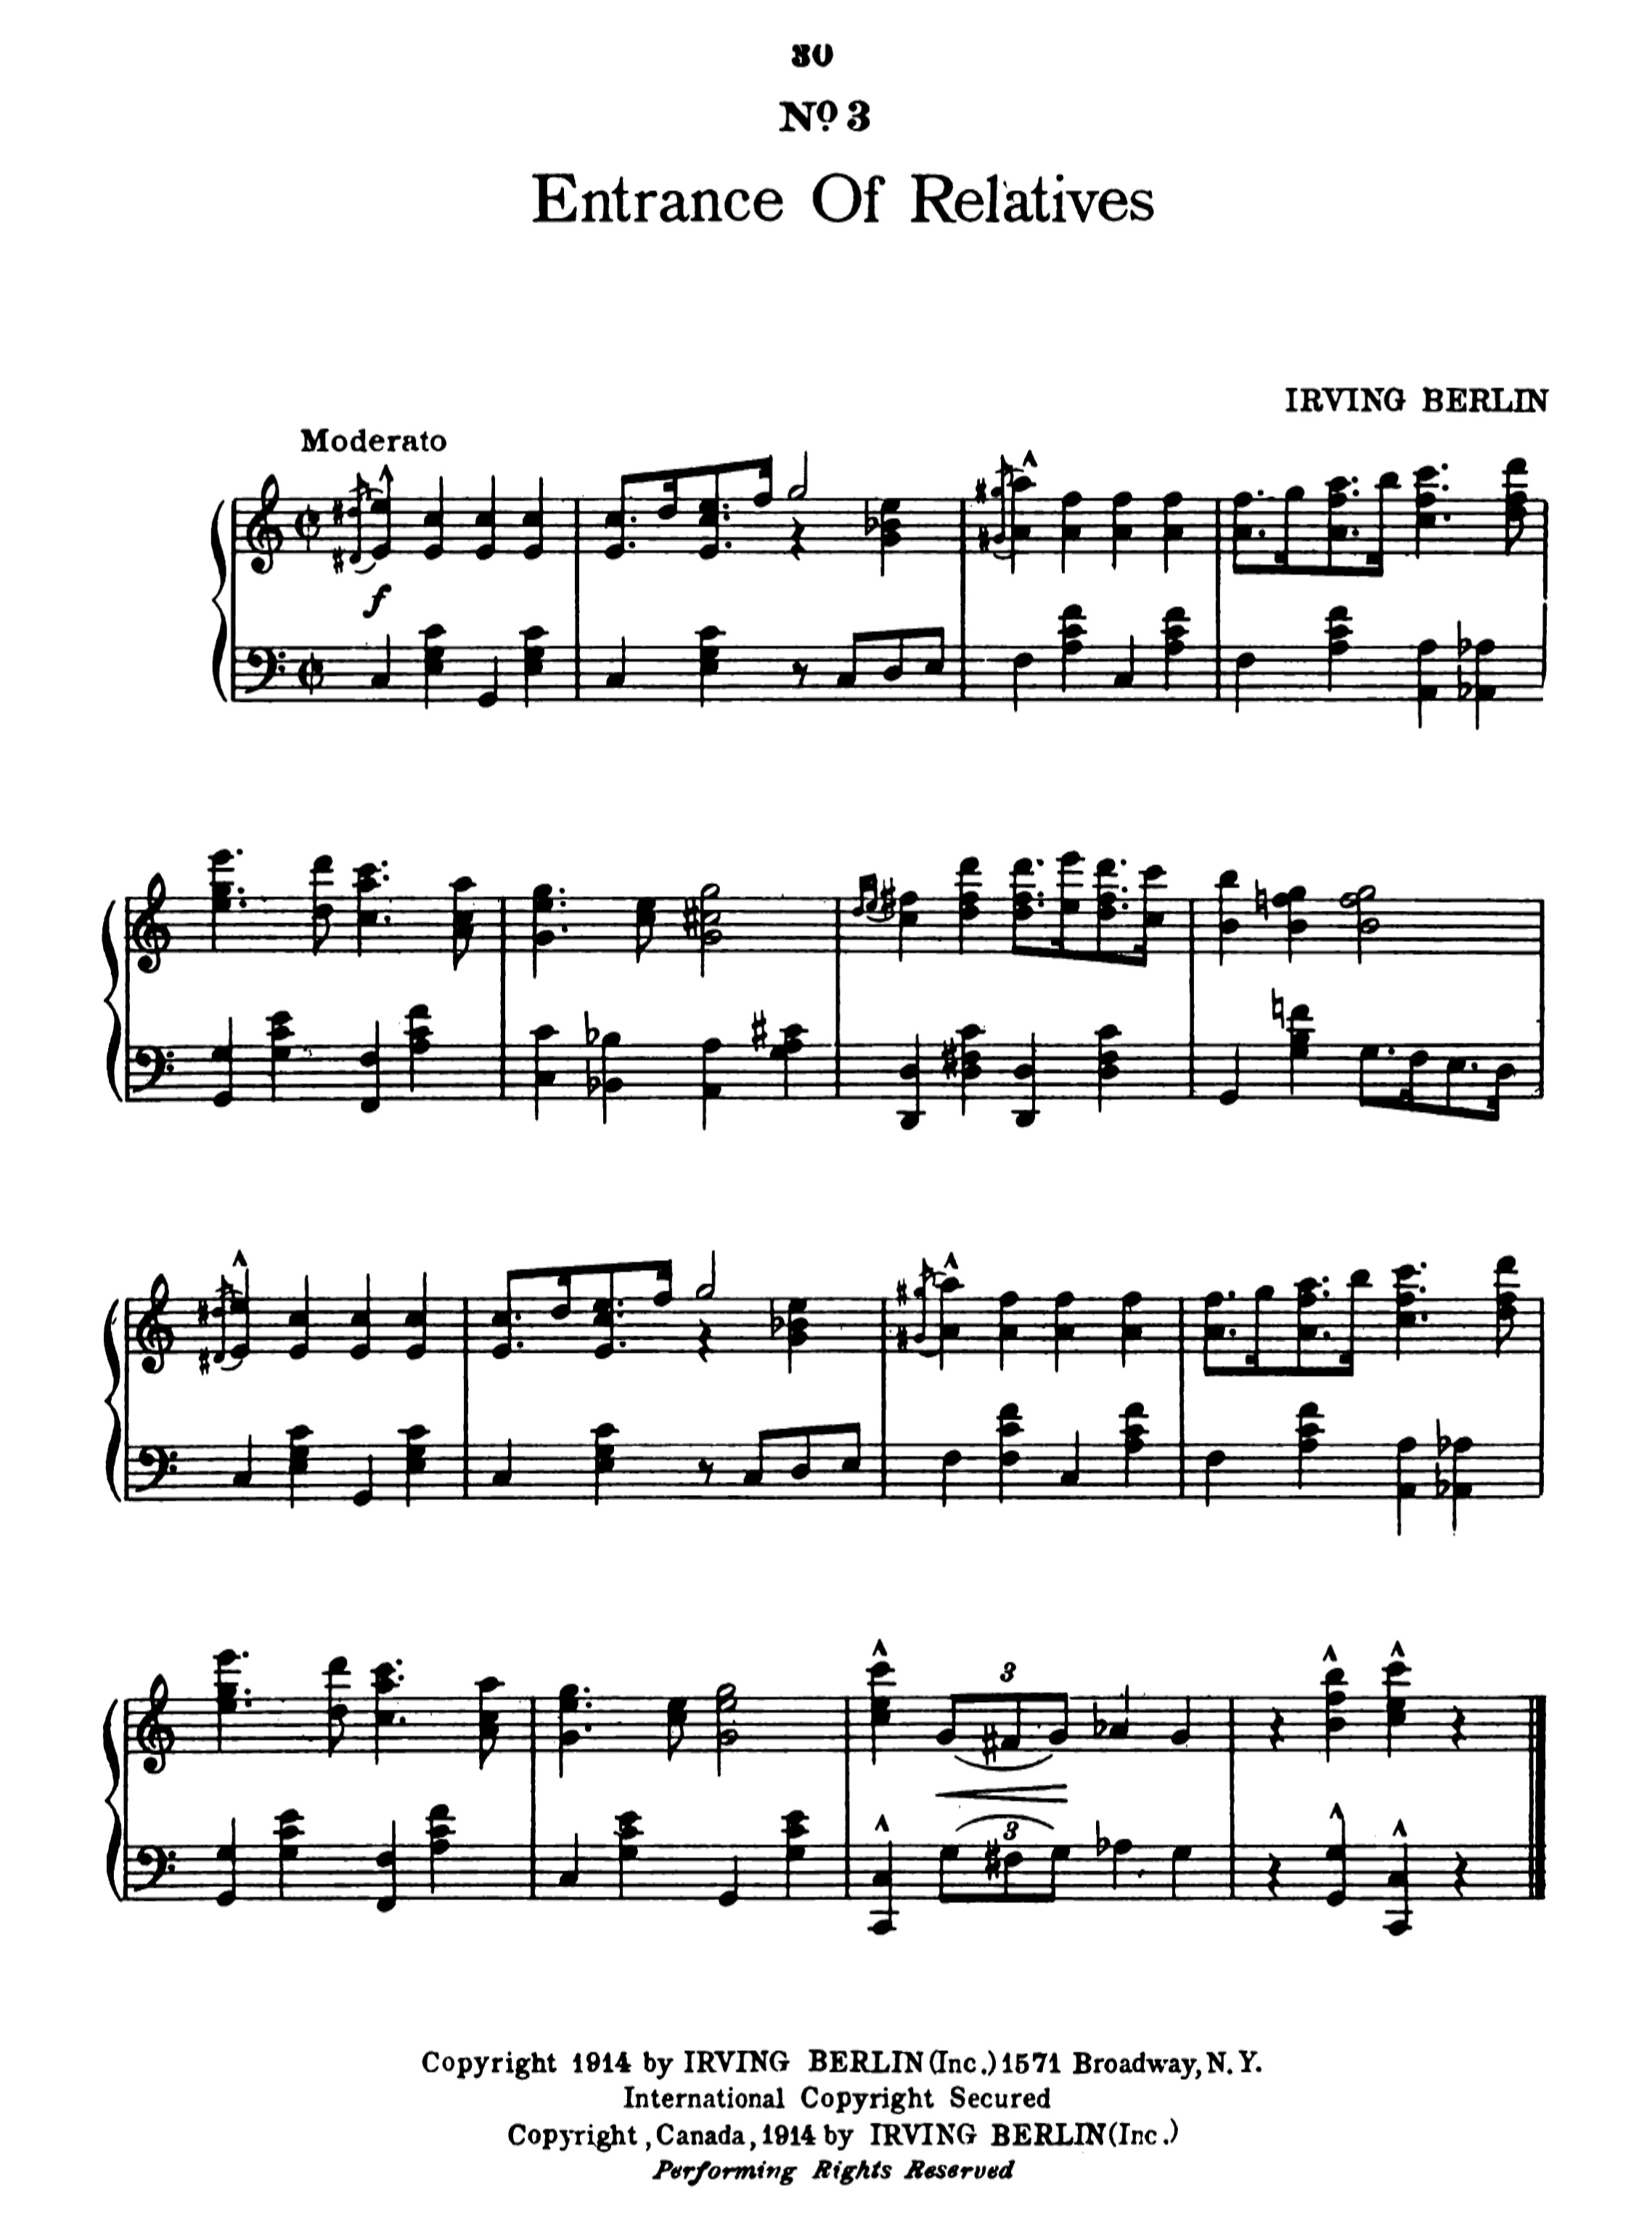 30
Nº 3
Entrance Of Relatives
IRVING BERLIN
Moderato
f
3
3
Copyright 1914 by IRVING BERLIN (Inc.) 1571 Broadway, N. Y.
International Copyright Secured
Copyright, Canada, 1914 by IRVING BERLIN (Inc.)
Performing Rights Reserved